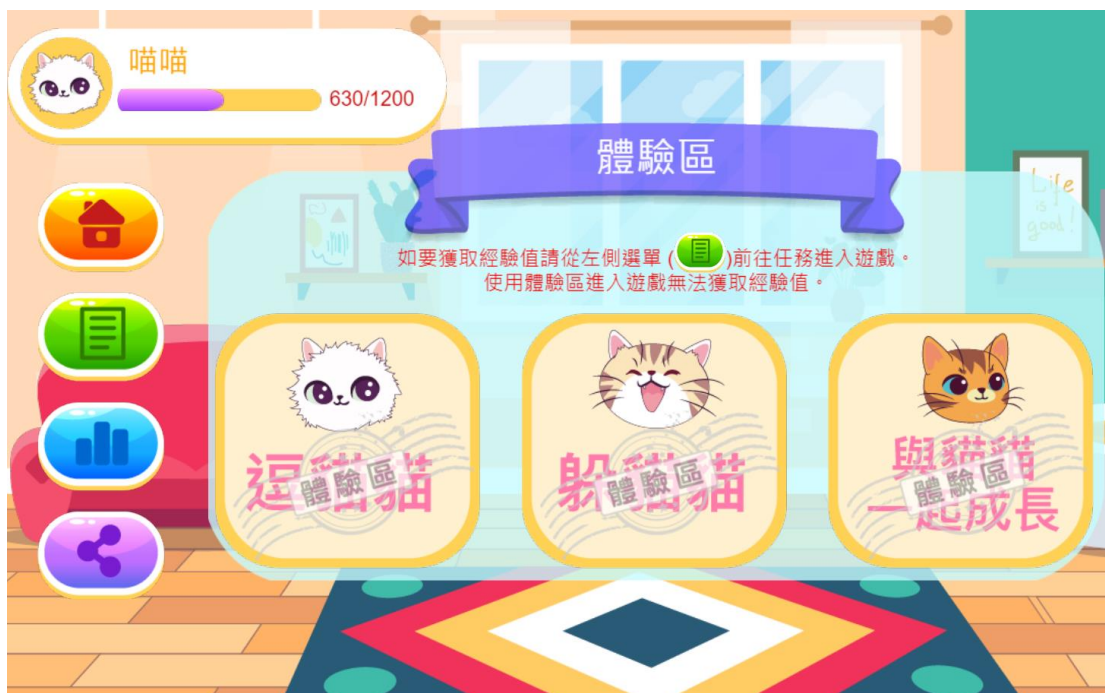 喵喵
630/1200
體驗區
Life
is
good!
如要獲取經驗值請從左側選單 ( )前往任務進入遊戲。
使用體驗區進入遊戲無法獲取經驗值。
逗貓貓
體驗區
躲貓貓
體驗區
與貓貓
一起成長
體驗區